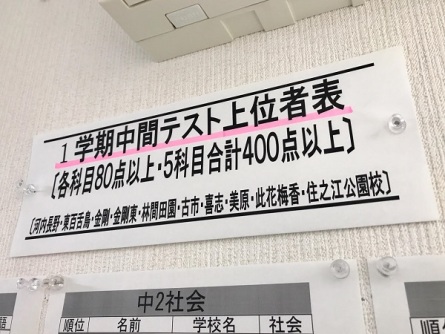 1学期中間テスト上位者表
〔各科目80点以上・5科目合計400点以上〕
〔河内長野・東百舌鳥・金剛・金剛東・林間田園・古市・喜志・美原・此花梅香・住之江公園校〕
語
中2社会
順位 名前 学校名 社会
順